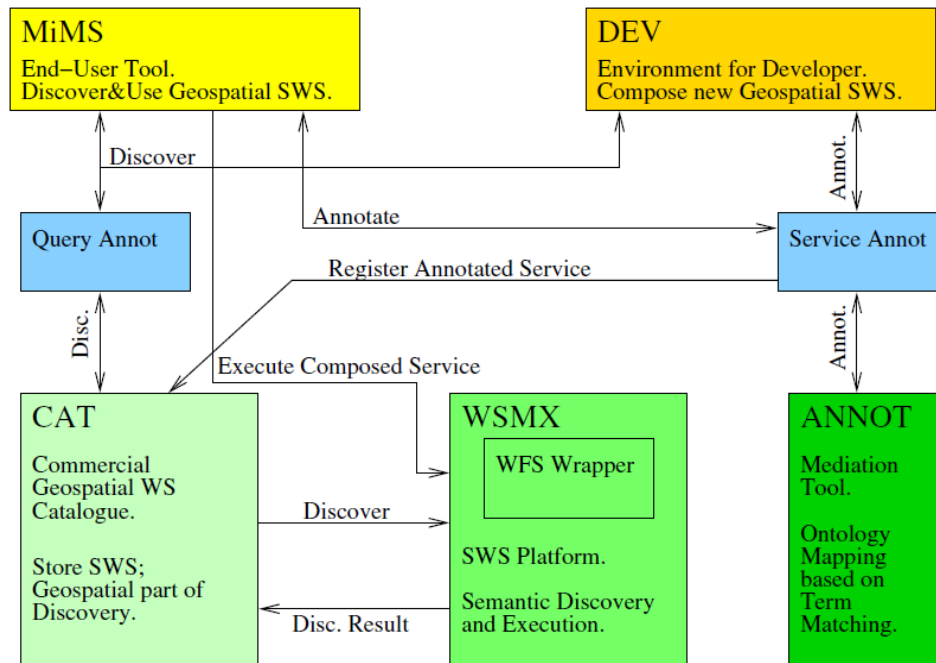 MiMS
End-User Tool.
Discover&Use Geospatial SWS.
DEV
Environment for Developer.
Compose new Geospatial SWS.
Discover
Annot.
Annotate
Query Annot
Service Annot
Register Annotated Service
Disc.
Annot.
Execute Composed Service
CAT
Commercial
Geospatial WS
Catalogue.
Store SWS;
Geospatial part of
Discovery.
Discover
Disc. Result
WSMX
WFS Wrapper
SWS Platform.
Semantic Discovery
and Execution.
ANNOT
Mediation
Tool.
Ontology
Mapping
based on
Term
Matching.